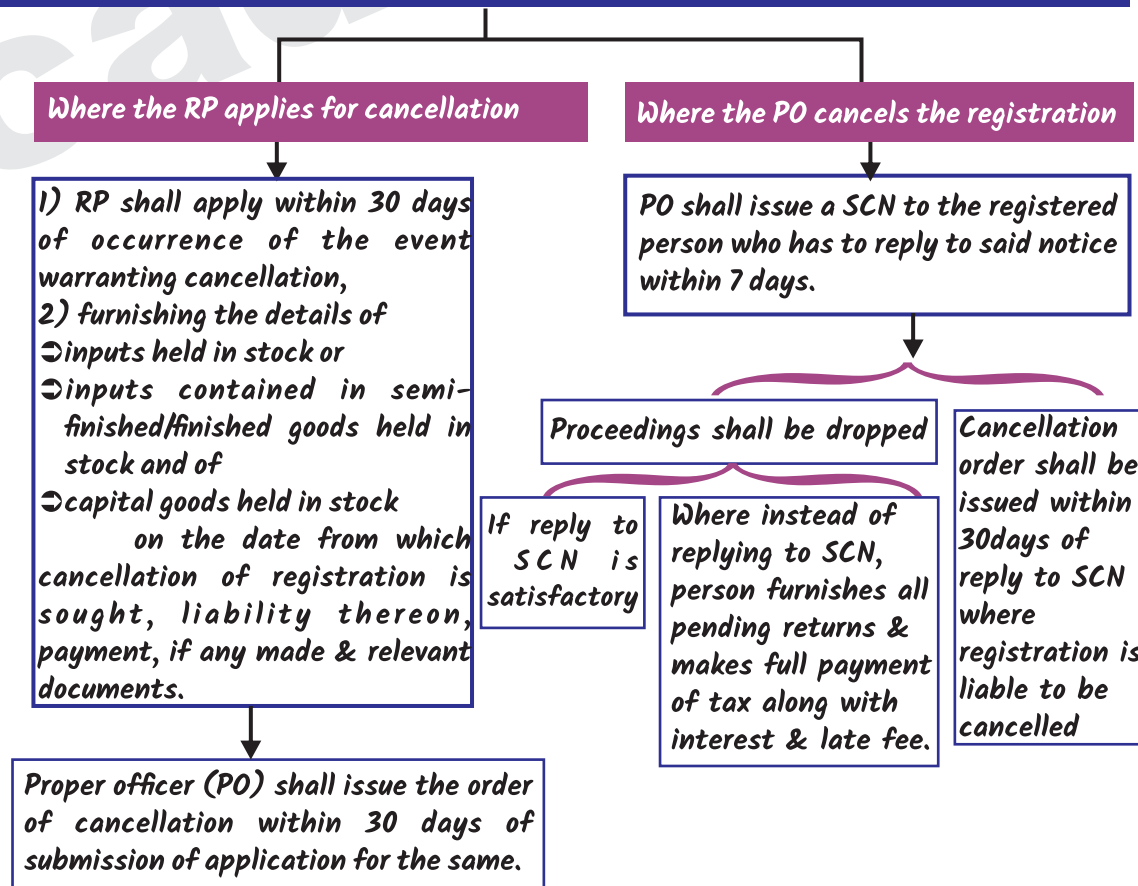 Where the RP applies for cancellation
1) RP shall apply within 30 days
of occurrence of the event
warranting cancellation,
2) furnishing the details of
➲inputs held in stock or
➲inputs contained in semi-
finished/finished goods held in
stock and of
➲capital goods held in stock
on the date from which
cancellation of registration is
sought, liability thereon,
payment, if any made & relevant
documents.
Proper officer (PO) shall issue the order
of cancellation within 30 days of
submission of application for the same.
Where the PO cancels the registration
PO shall issue a SCN to the registered
person who has to reply to said notice
within 7 days.
Proceedings shall be dropped
If reply to
SCN is
satisfactory
Where instead of
replying to SCN,
person furnishes all
pending returns &
makes full payment
of tax along with
interest & late fee.
Cancellation
order shall be
issued within
30days of
reply to SCN
where
registration is
liable to be
cancelled